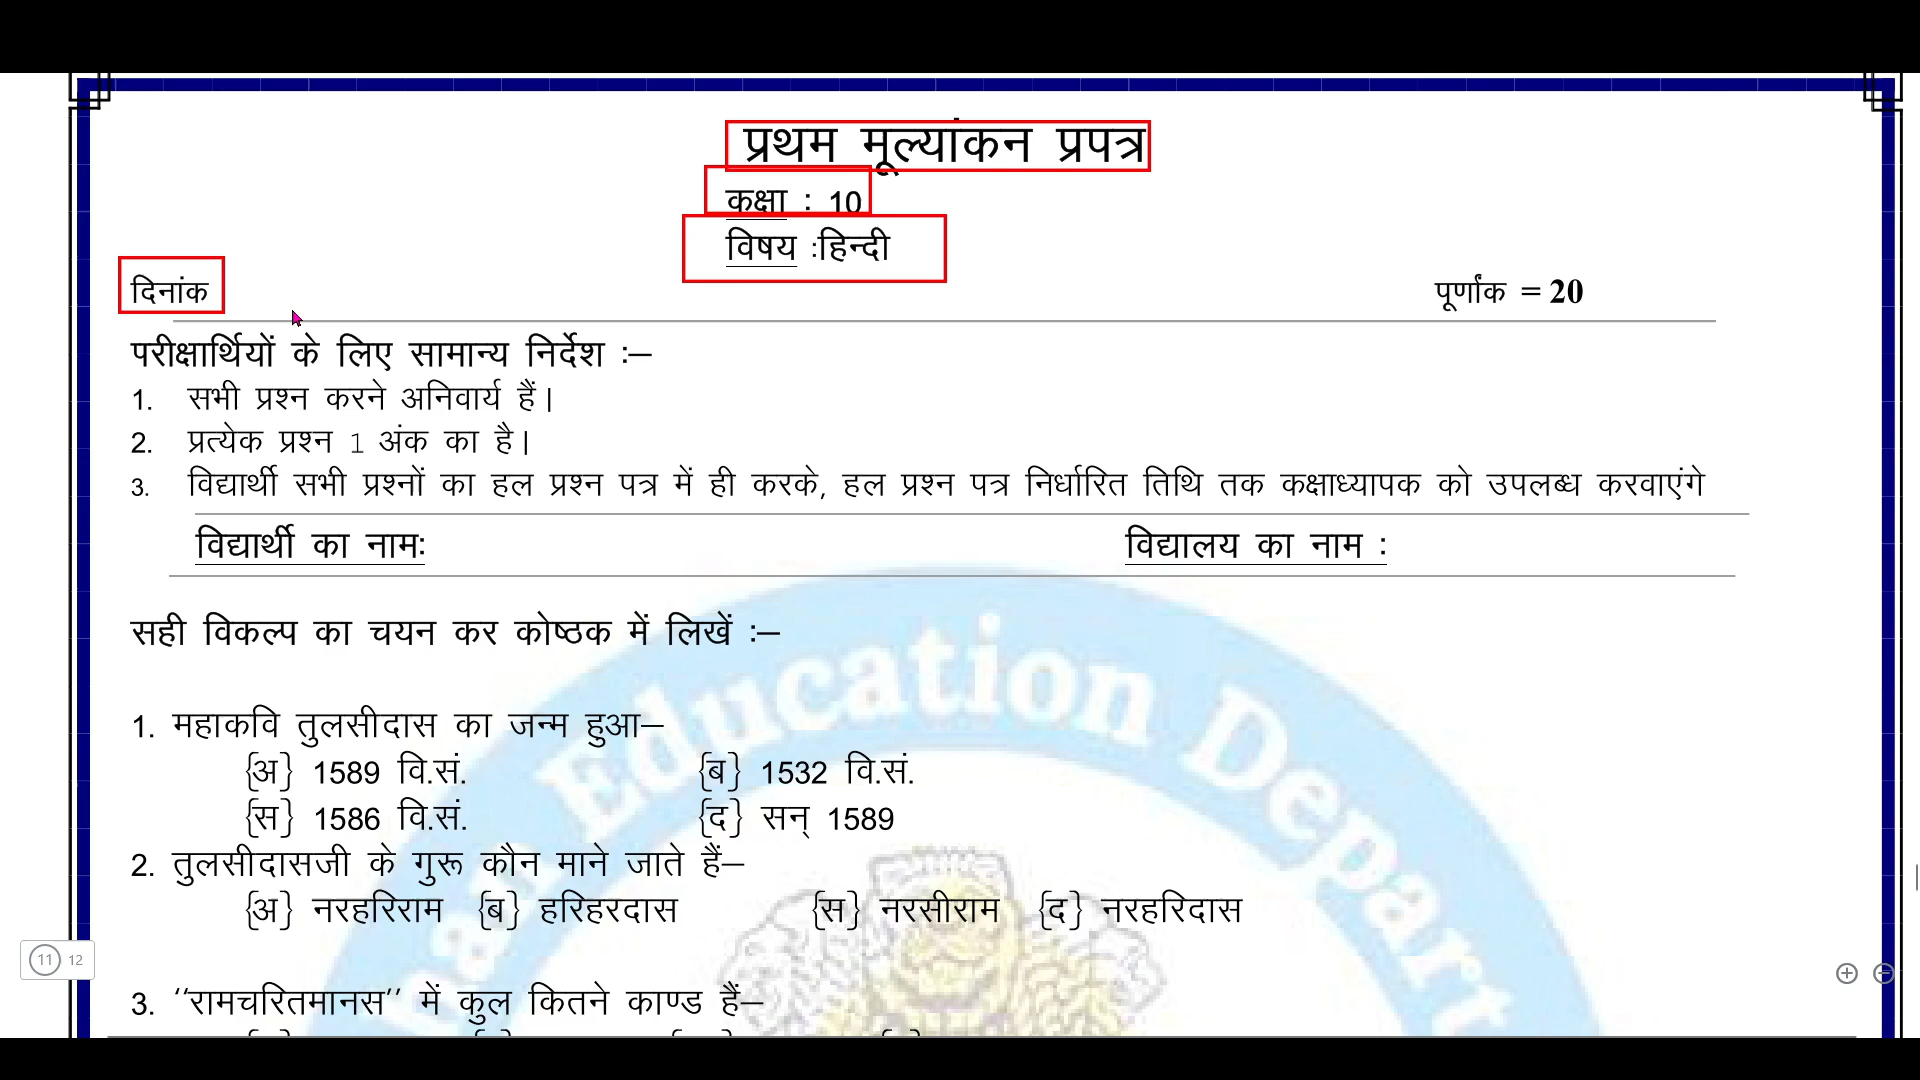 प्रथम मूल्यांकन प्रपत्र
कक्षा : 10
विषय :हिन्दी
दिनांक पूर्णांक = 20
परीक्षार्थियों के लिए सामान्य निर्देश :–
1. सभी प्रश्न करने अनिवार्य हैं।
2. प्रत्येक प्रश्न 1 अंक का है।
3. विद्यार्थी सभी प्रश्नों का हल प्रश्न पत्र में ही करके, हल प्रश्न पत्र निर्धारित तिथि तक कक्षाध्यापक को उपलब्ध करवाएंगे
विद्यार्थी का नाम: विद्यालय का नाम :
सही विकल्प का चयन कर कोष्ठक में लिखें :–
1. महाकवि तुलसीदास का जन्म हुआ–
{अ} 1589 वि.सं. {ब} 1532 वि.सं.
{स} 1586 वि.सं. {द} सन् 1589
2. तुलसीदासजी के गुरू कौन माने जाते हैं–
{अ} नरहरिराम {ब} हरिहरदास {स} नरसीराम {द} नरहरिदास
3. ‘‘रामचरितमानस’’ में कुल कितने काण्ड हैं–
11 12
han Education Department